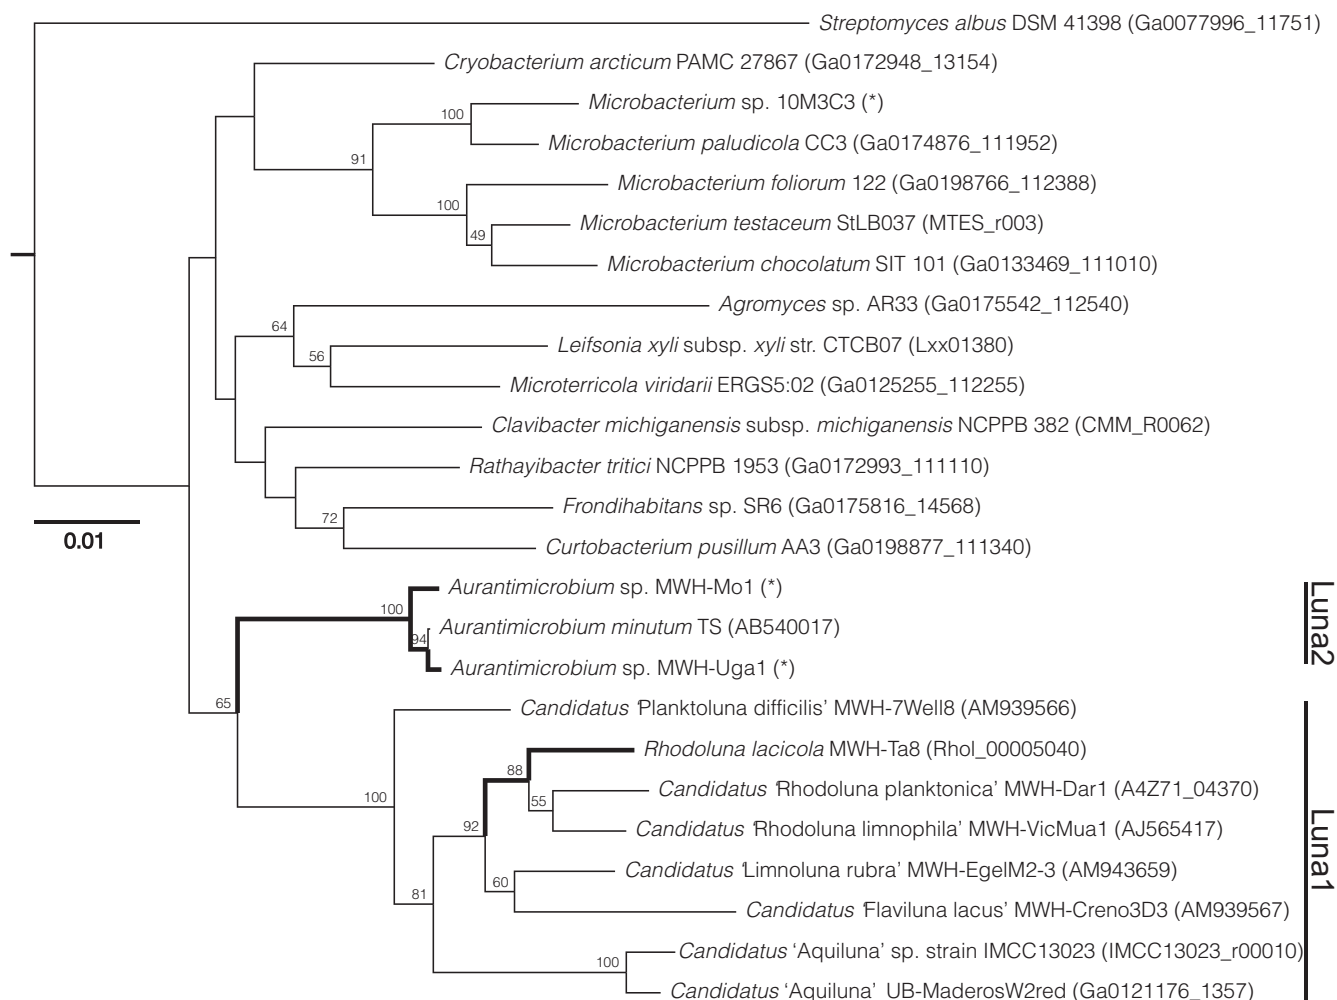 Streptomyces albus DSM 41398 (Ga0077996_11751)
Cryobacterium arcticum PAMC 27867 (Ga0172948_13154)
Microbacterium sp. 10M3C3 (*)
100
Microbacterium paludicola CC3 (Ga0174876_111952)
91
Microbacterium foliorum 122 (Ga0198766_112388)
100
Microbacterium testaceum StLB037 (MTES_r003)
49
Microbacterium chocolatum SIT 101 (Ga0133469_111010)
Agromyces sp. AR33 (Ga0175542_112540)
64
Leifsonia xyli subsp. xyli str. CTCB07 (Lxx01380)
56
Microterricola viridarii ERGS5:02 (Ga0125255_112255)
Clavibacter michiganensis subsp. michiganensis NCPPB 382 (CMM_R0062)
Rathayibacter tritici NCPPB 1953 (Ga0172993_111110)
Frondihabitans sp. SR6 (Ga0175816_14568)
72
0.01
Curtobacterium pusillum AA3 (Ga0198877_111340)
Aurantimicrobium sp. MWH-Mo1 (*)
100
Aurantimicrobium minutum TS (AB540017)
94
Aurantimicrobium sp. MWH-Uga1 (*)
Luna2
65
Candidatus ‘Planktoluna difficilis’ MWH-7Well8 (AM939566)
Rhodoluna lacicola MWH-Ta8 (Rhol_00005040)
88
Candidatus ‘Rhodoluna planktonica’ MWH-Dar1 (A4Z71_04370)
100
55
Candidatus ‘Rhodoluna limnophila’ MWH-VicMua1 (AJ565417)
92
Candidatus ‘Limnoluna rubra’ MWH-EgelM2-3 (AM943659)
60
81
Candidatus ‘Flaviluna lacus’ MWH-Creno3D3 (AM939567)
Luna1
Candidatus ‘Aquiluna’ sp. strain IMCC13023 (IMCC13023_r00010)
100
Candidatus ‘Aquiluna’ UB-MaderosW2red (Ga0121176_1357)